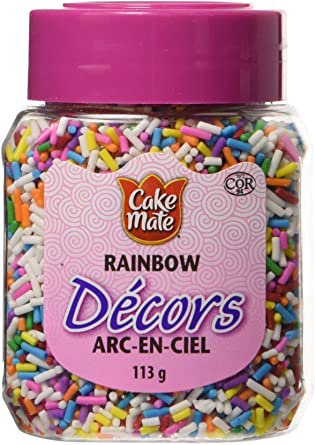 Cake
Mate
COR
RAINBOW
Décors
ARC-EN-CIEL
113 g